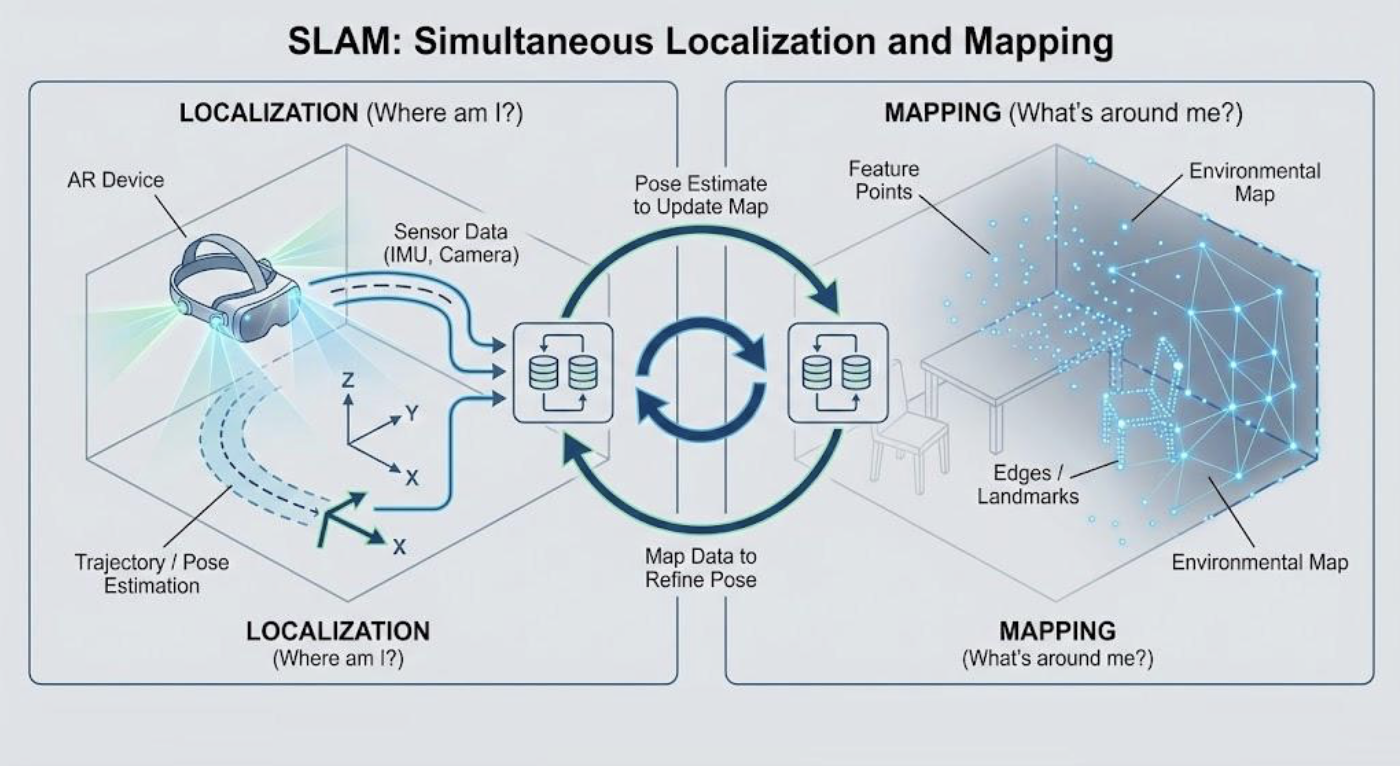 SLAM: Simultaneous Localization and Mapping
LOCALIZATION (Where am I?)
AR Device
Sensor Data
(IMU, Camera)
Z
Y
X
X
Trajectory / Pose
Estimation
LOCALIZATION
(Where am I?)
Pose Estimate
to Update Map
Map Data to
Refine Pose
MAPPING (What's around me?)
Feature
Points
Environmental
Map
Edges /
Landmarks
Environmental Map
MAPPING
(What's around me?)